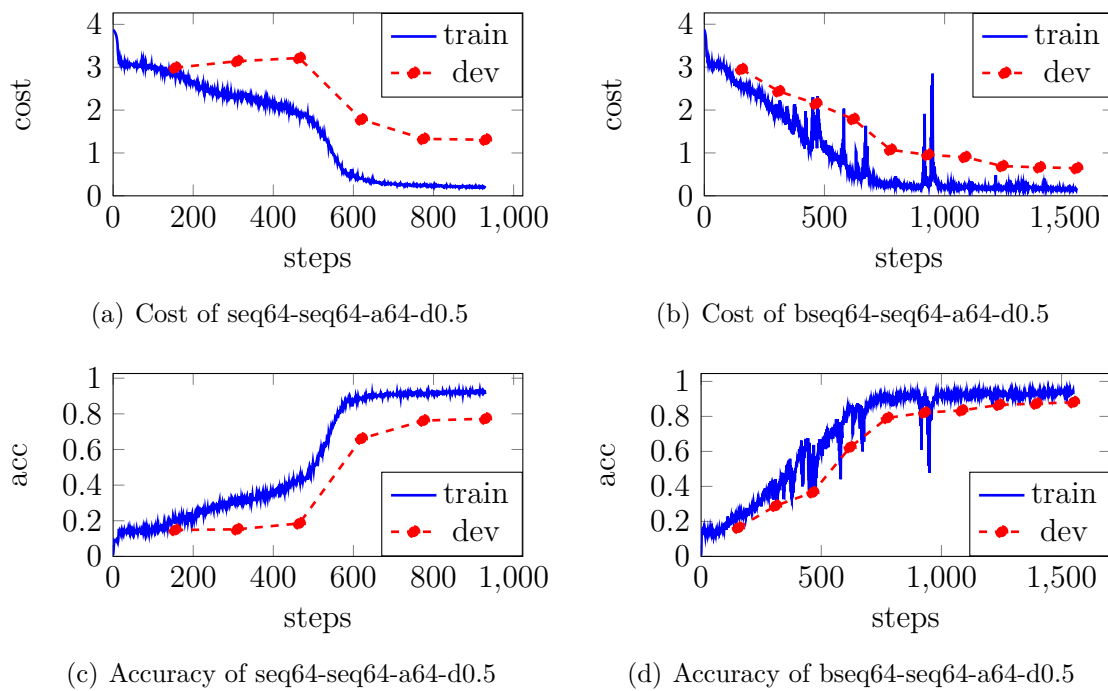 4
3
2
1
0
cost
0 200 400 600 800 1,000
steps
train
dev
(a) Cost of seq64-seq64-a64-d0.5
4
3
2
1
0
cost
0 500 1,000 1,500
steps
train
dev
(b) Cost of bseq64-seq64-a64-d0.5
1
0.8
0.6
0.4
0.2
0
acc
0 200 400 600 800 1,000
steps
train
dev
(c) Accuracy of seq64-seq64-a64-d0.5
1
0.8
0.6
0.4
0.2
0
acc
0 500 1,000 1,500
steps
train
dev
(d) Accuracy of bseq64-seq64-a64-d0.5